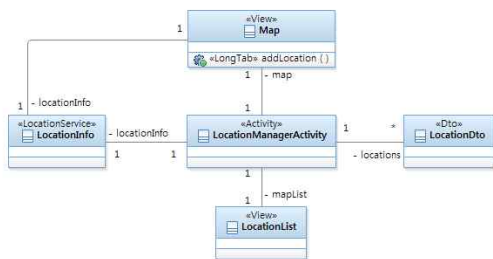 «View»
Map
«LongTab» addLocation ( )
1
1
- map
- locationInfo
1
1
«LocationService»
LocationInfo
- locationInfo
1
1
«Activity»
LocationManagerActivity
1
*
- locations
«Dto»
LocationDto
1
- mapList
1
«View»
LocationList